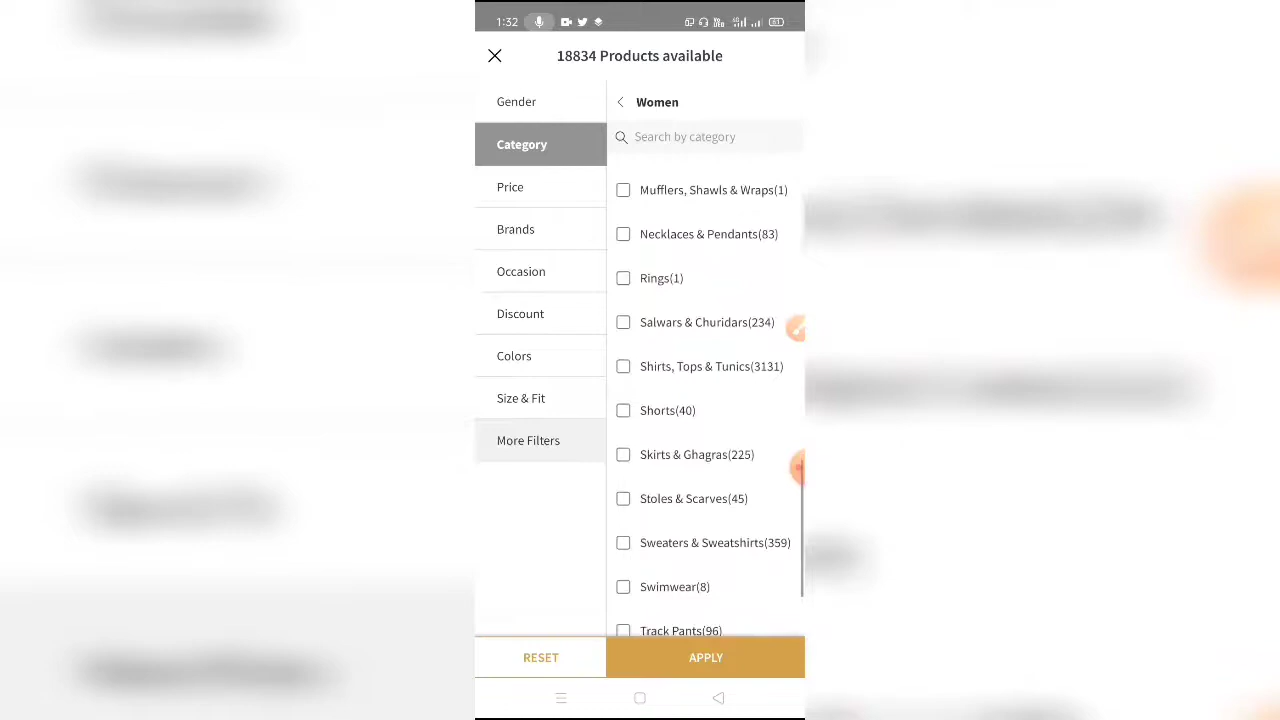 1:32
18834 Products available
Gender
Category
Price
Brands
Occasion
Discount
Colors
Size & Fit
More Filters
Women
Search by category
Mufflers, Shawls & Wraps(1)
Necklaces & Pendants(83)
Rings(1)
Salwars & Churidars(234)
Shirts, Tops & Tunics(3131)
Shorts(40)
Skirts & Ghagras(225)
Stoles & Scarves(45)
Sweaters & Sweatshirts(359)
Swimwear(8)
Track Pants(96)
RESET
APPLY